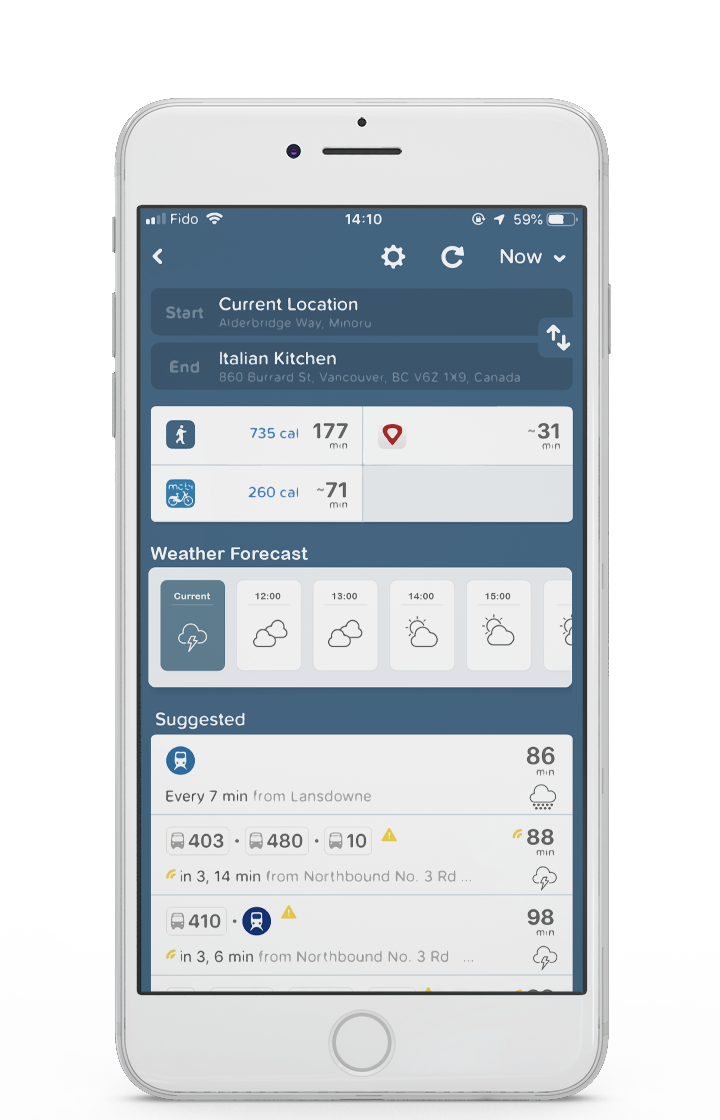 Fido 14:10 59%
Now
Start Current Location
Alderbridge Way, Minoru
End Italian Kitchen
860 Burrard St, Vancouver, BC V6Z 1X9, Canada
735 cal 177 min ~31 min
mobi 260 cal ~71 min
Weather Forecast
Current 12:00 13:00 14:00 15:00
Suggested
86 min
Every 7 min from Lansdowne
403 • 480 • 10 88 min
in 3, 14 min from Northbound No. 3 Rd ...
410 • 98 min
in 3, 6 min from Northbound No. 3 Rd ...